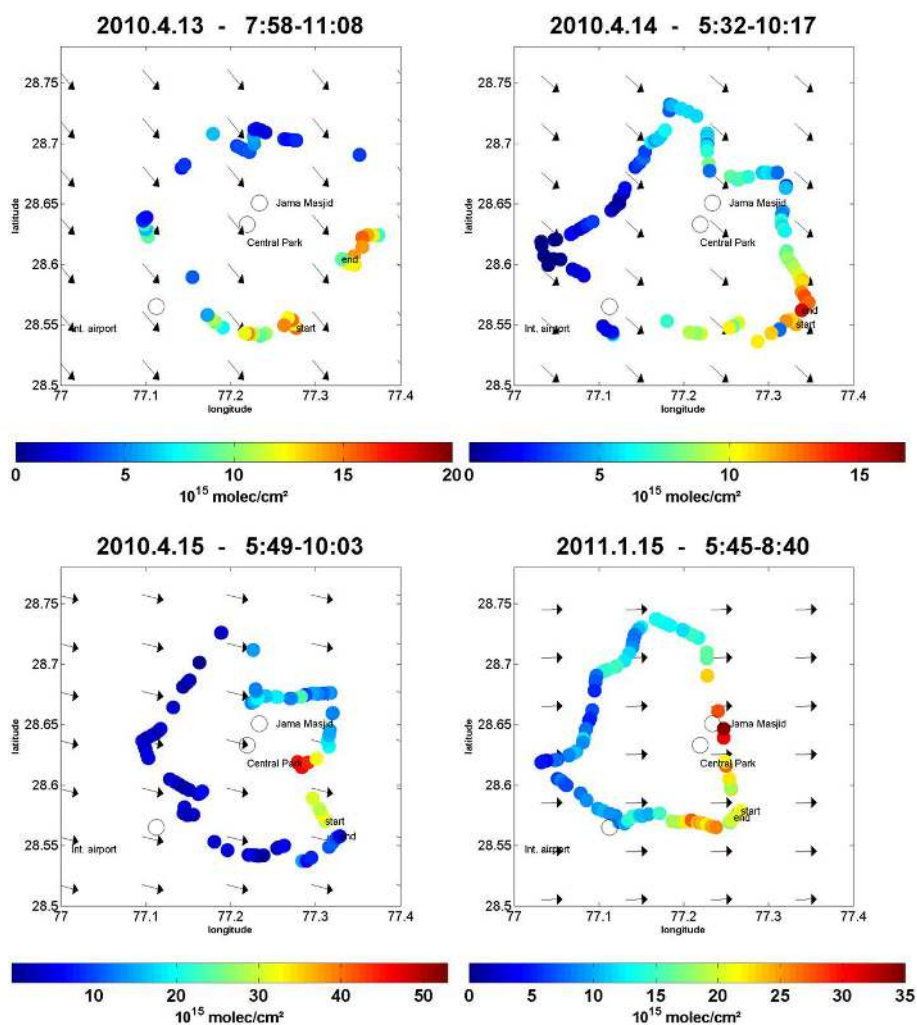 2010.4.13 - 7:58-11:08
28.75
28.7
28.65
28.6
28.55
28.5
latitude
Jama Masjid
Central Park
end
start
Int. airport
77 77.1 77.2 77.3 77.4
longitude
0 5 10 15 20
10¹⁵ molec/cm²
2010.4.14 - 5:32-10:17
28.75
28.7
28.65
28.6
28.55
28.5
latitude
Jama Masjid
Central Park
end
start
Int. airport
77 77.1 77.2 77.3 77.4
longitude
0 5 10 15
10¹⁵ molec/cm²
2010.4.15 - 5:49-10:03
28.75
28.7
28.65
28.6
28.55
28.5
latitude
Jama Masjid
Central Park
start
end
Int. airport
77 77.1 77.2 77.3 77.4
longitude
10 20 30 40 50
10¹⁵ molec/cm²
2011.1.15 - 5:45-8:40
28.75
28.7
28.65
28.6
28.55
28.5
latitude
Jama Masjid
Central Park
start
end
Int. airport
77 77.1 77.2 77.3 77.4
longitude
0 5 10 15 20 25 30 35
10¹⁵ molec/cm²